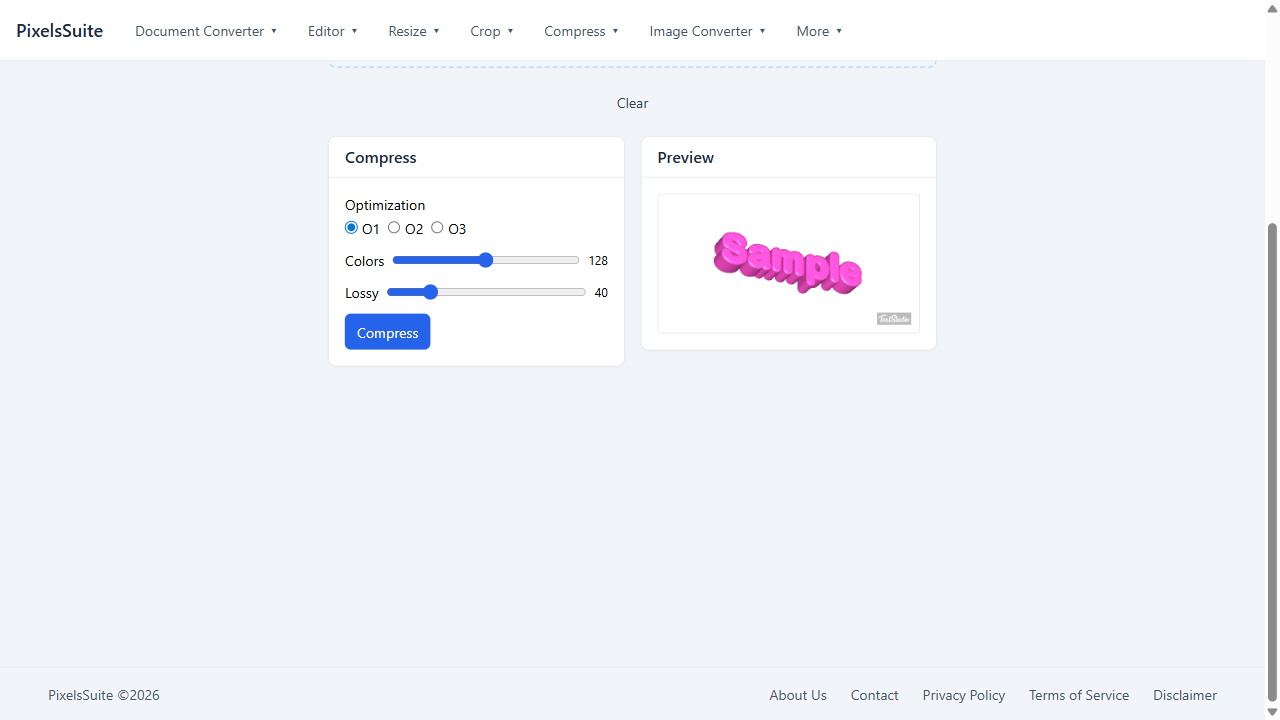 PixelsSuite
Document Converter ▼
Editor ▼
Resize ▼
Crop ▼
Compress ▼
Image Converter ▼
More ▼
Clear
Compress
Optimization
O1 O2 O3
Colors 128
Lossy 40
Compress
Preview
Sample
TextStudio
PixelsSuite ©2026
About Us
Contact
Privacy Policy
Terms of Service
Disclaimer